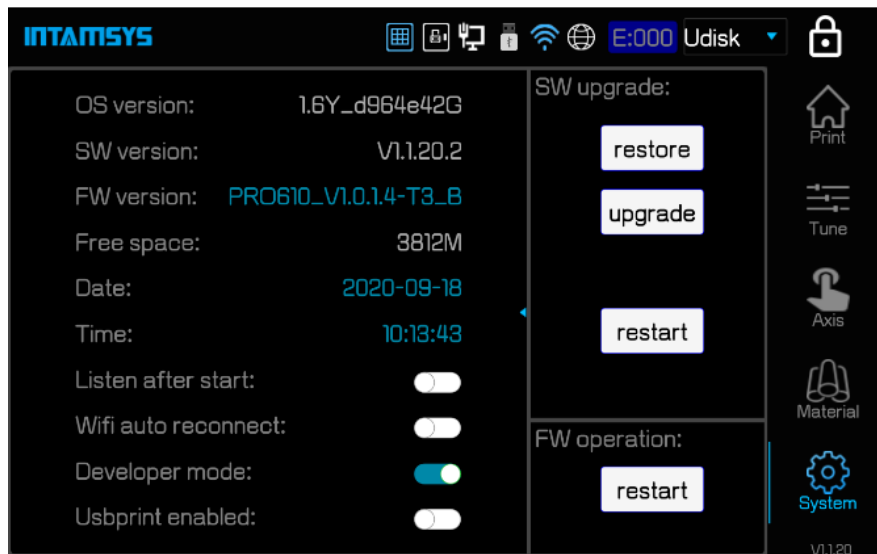 INTAMSYS E:000 Udisk
OS version: 1.6Y_d964e42G
SW version: V1.1.20.2
FW version: PRO610_V1.0.1.4-T3_B
Free space: 3812M
Date: 2020-09-18
Time: 10:13:43
Listen after start:
Wifi auto reconnect:
Developer mode:
Usbprint enabled:
SW upgrade:
restore
upgrade
restart
FW operation:
restart
Print
Tune
Axis
Material
System
V1.1.20